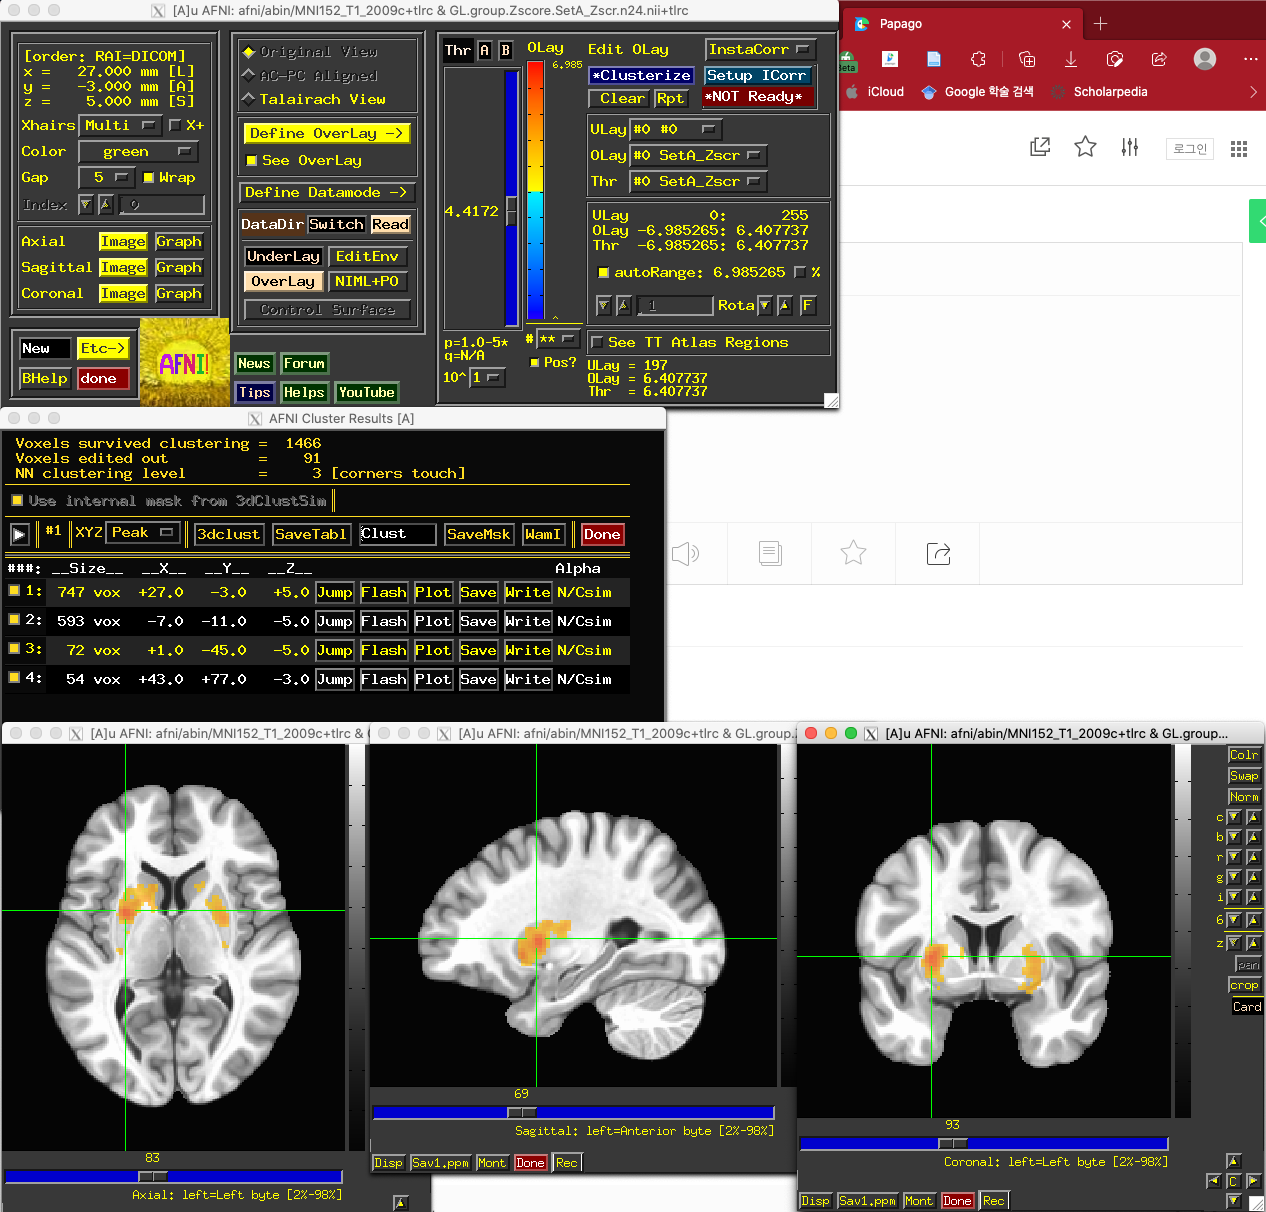 [A]u AFNI: afni/abin/MNI152_T1_2009c+tlrc & GL.group.Zscore.SetA_Zscr.n24.nii+tlrc
[order: RAI=DICOM]
x = 27.000 mm [L]
y = -3.000 mm [A]
z = 5.000 mm [S]
Xhairs Multi X+
Color green
Gap 5 Wrap
Index 0
Axial Image Graph
Sagittal Image Graph
Coronal Image Graph
New Etc->
BHelp done
AFNI!
Original View
AC-PC Aligned
Talairach View
Define OverLay ->
See OverLay
Define Datamode ->
DataDir Switch Read
UnderLay EditEnv
OverLay NIML+PO
Control Surface
News Forum
Tips Helps YouTube
Thr A B
4.4172
p=1.0-5*
q=N/A
10^ 1
OLay
6.985
# **
Pos?
Edit OLay InstaCorr
*Clusterize Setup ICorr
Clear Rpt *NOT Ready*
ULay #0 #0
OLay #0 SetA_Zscr
Thr #0 SetA_Zscr
ULay 0: 255
OLay -6.985265: 6.407737
Thr -6.985265: 6.407737
autoRange: 6.985265 %
1 Rota F
See TT Atlas Regions
ULay = 197
OLay = 6.407737
Thr = 6.407737
Papago
Beta
iCloud Google 학술 검색 Scholarpedia
로그인
AFNI Cluster Results [A]
Voxels survived clustering = 1466
Voxels edited out = 91
NN clustering level = 3 [corners touch]
Use internal mask from 3dClustSim
#1 XYZ Peak 3dclust SaveTabl Clust SaveMsk WamI Done
###: __Size__ __X__ __Y__ __Z__ Alpha
1: 747 vox +27.0 -3.0 +5.0 Jump Flash Plot Save Write N/Csim
2: 593 vox -7.0 -11.0 -5.0 Jump Flash Plot Save Write N/Csim
3: 72 vox +1.0 -45.0 -5.0 Jump Flash Plot Save Write N/Csim
4: 54 vox +43.0 +77.0 -3.0 Jump Flash Plot Save Write N/Csim
[A]u AFNI: afni/abin/MNI152_T1_2009c+tlrc &
83
Axial: left=Left byte [2%-98%]
[A]u AFNI: afni/abin/MNI152_T1_2009c+tlrc & GL.group.
69
Sagittal: left=Anterior byte [2%-98%]
Disp Sav1.ppm Mont Done Rec
[A]u AFNI: afni/abin/MNI152_T1_2009c+tlrc & GL.group...
Colr
Swap
Norm
c
b
r
g
i
6
z
pan
crop
Card
93
Coronal: left=Left byte [2%-98%]
C
Disp Sav1.ppm Mont Done Rec